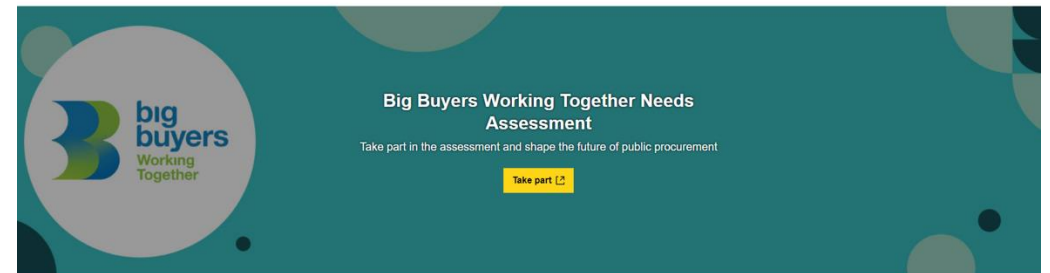 big
buyers
Working
Together
Big Buyers Working Together Needs
Assessment
Take part in the assessment and shape the future of public procurement
Take part